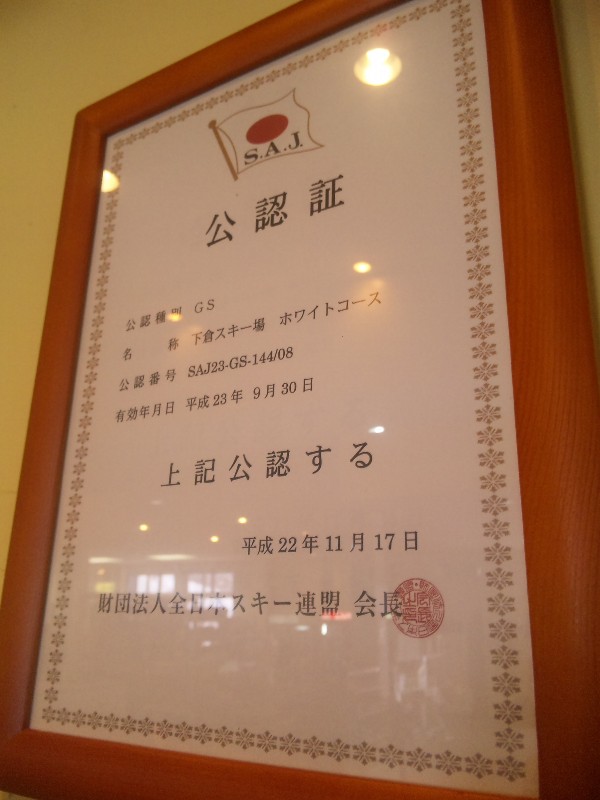 S.A.J.
公認証
公認種別 GS
名称 下倉スキー場 ホワイトコース
公認番号 SAJ23-GS-144/08
有効年月日 平成23年 9月30日
上記公認する
平成22年11月17日
財団法人全日本スキー連盟 会長